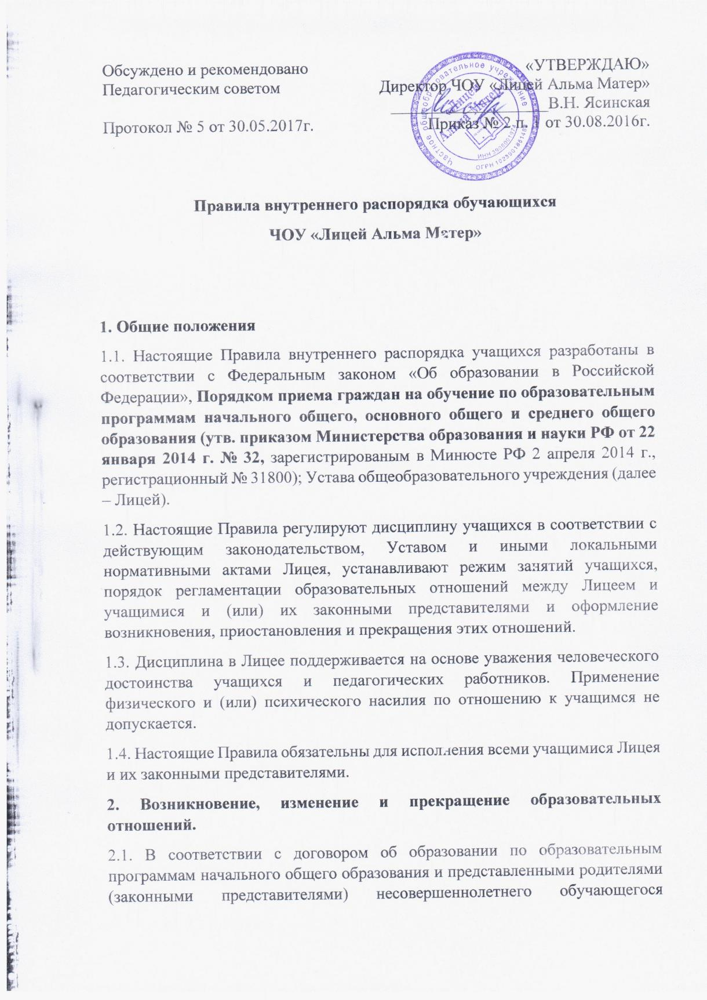 Обсуждено и рекомендовано
Педагогическим советом
Протокол № 5 от 30.05.2017г.
«УТВЕРЖДАЮ»
Директор ЧОУ «Лицей Альма Матер»
В.Н. Ясинская
Приказ № 2 п. 1 от 30.08.2016г.
Частное общеобразовательное учреждение
«Лицей
Альма Матер»
ИНН 3908001974
Правила внутреннего распорядка обучающихся
ЧОУ «Лицей Альма Матер»
1. Общие положения
1.1. Настоящие Правила внутреннего распорядка учащихся разработаны в
соответствии с Федеральным законом «Об образовании в Российской
Федерации», Порядком приема граждан на обучение по образовательным
программам начального общего, основного общего и среднего общего
образования (утв. приказом Министерства образования и науки РФ от 22
января 2014 г. № 32, зарегистрированым в Минюсте РФ 2 апреля 2014 г.,
регистрационный № 31800); Устава общеобразовательного учреждения (далее
– Лицей).
1.2. Настоящие Правила регулируют дисциплину учащихся в соответствии с
действующим законодательством, Уставом и иными локальными
нормативными актами Лицея, устанавливают режим занятий учащихся,
порядок регламентации образовательных отношений между Лицеем и
учащимися и (или) их законными представителями и оформление
возникновения, приостановления и прекращения этих отношений.
1.3. Дисциплина в Лицее поддерживается на основе уважения человеческого
достоинства учащихся и педагогических работников. Применение
физического и (или) психического насилия по отношению к учащимся не
допускается.
1.4. Настоящие Правила обязательны для исполнения всеми учащимися Лицея
и их законными представителями.
2. Возникновение, изменение и прекращение образовательных
отношений.
2.1. В соответствии с договором об образовании по образовательным
программам начального общего образования и представленными родителями
(законными представителями) несовершеннолетнего обучающегося